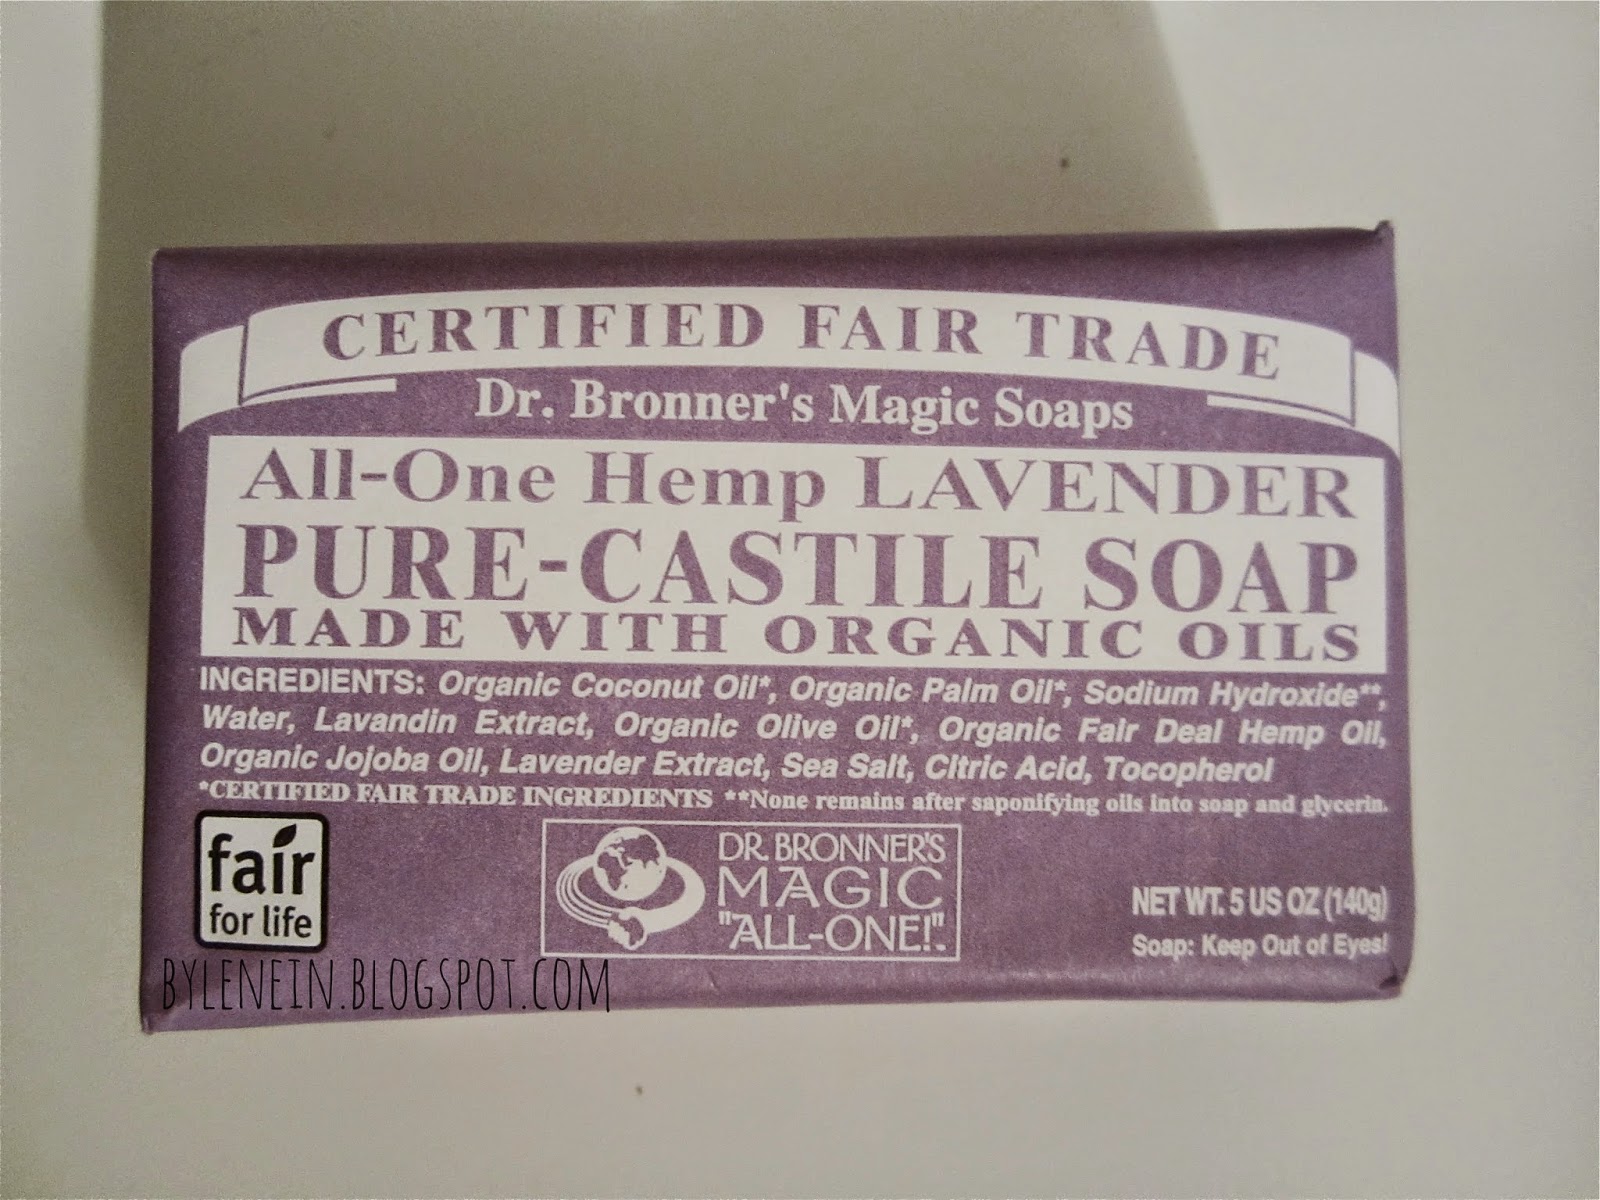 CERTIFIED FAIR TRADE
Dr. Bronner's Magic Soaps
All-One Hemp LAVENDER
PURE-CASTILE SOAP
MADE WITH ORGANIC OILS
INGREDIENTS: Organic Coconut Oil*, Organic Palm Oil*, Sodium Hydroxide**,
Water, Lavandin Extract, Organic Olive Oil*, Organic Fair Deal Hemp Oil,
Organic Jojoba Oil, Lavender Extract, Sea Salt, Citric Acid, Tocopherol
*CERTIFIED FAIR TRADE INGREDIENTS **None remains after saponifying oils into soap and glycerin.
fair
for life
DR. BRONNER'S
MAGIC
"ALL-ONE!"
NET WT. 5 US OZ (140g)
Soap: Keep Out of Eyes!
BYLENEIN.BLOGSPOT.COM